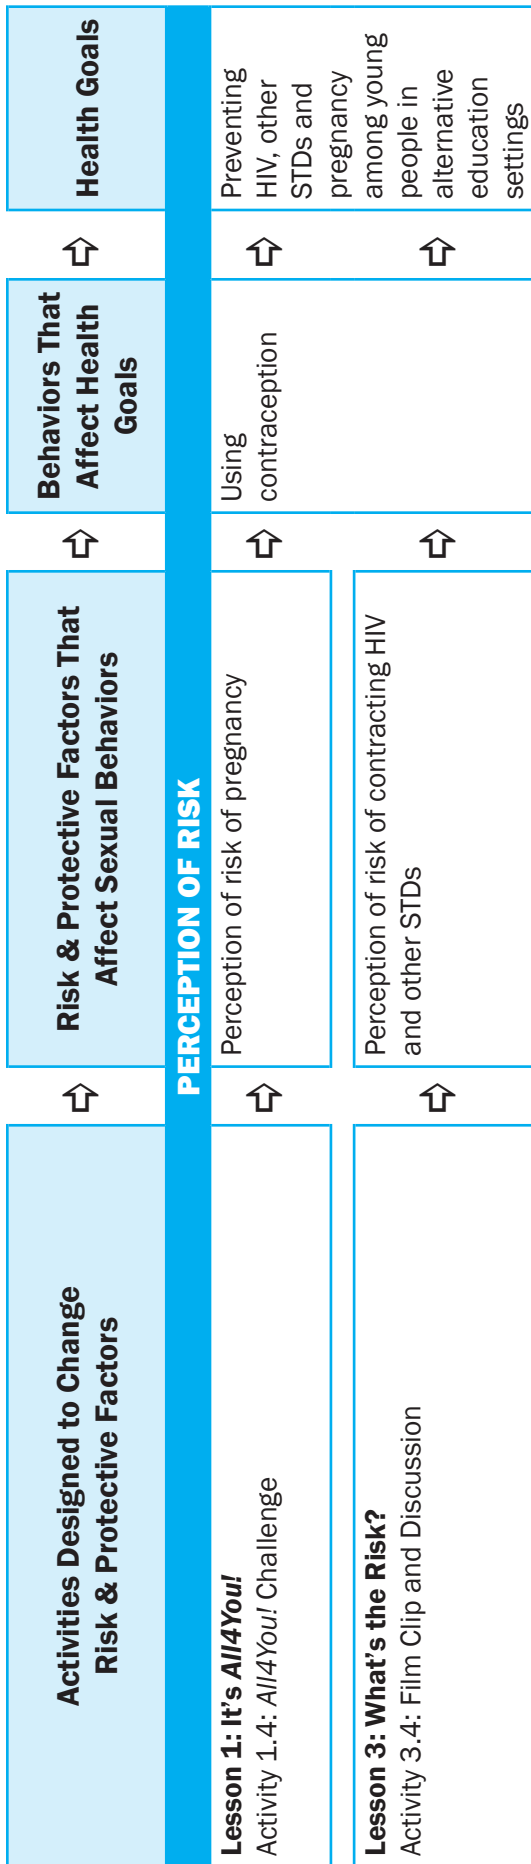 Activities Designed to Change
Risk & Protective Factors
Risk & Protective Factors That
Affect Sexual Behaviors
Behaviors That
Affect Health
Goals
Health Goals
PERCEPTION OF RISK
Lesson 1: It's All4You!
Activity 1.4: All4You! Challenge
Perception of risk of pregnancy
Using
contraception
Preventing
HIV, other
STDs and
pregnancy
among young
people in
alternative
education
settings
Lesson 3: What's the Risk?
Activity 3.4: Film Clip and Discussion
Perception of risk of contracting HIV
and other STDs